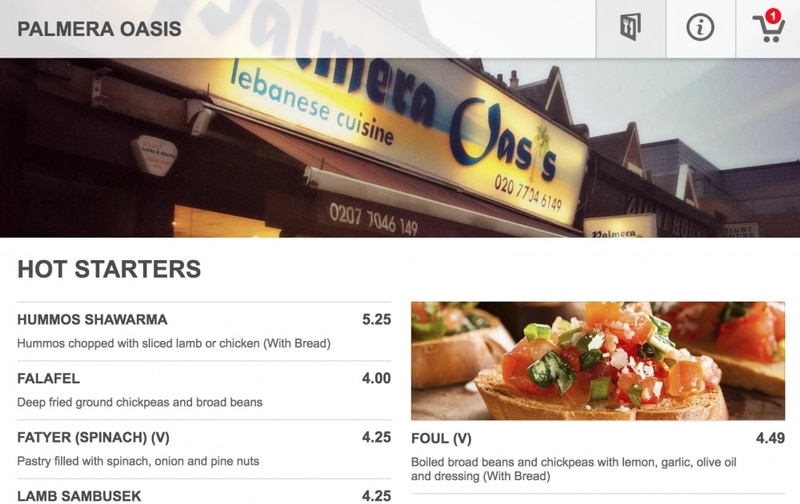 PALMERA OASIS
1
Palmera Oasis
lebanese cuisine
020 7704 6149
0207 7046 149
Palmera
HOT STARTERS
HUMMOS SHAWARMA 5.25
Hummos chopped with sliced lamb or chicken (With Bread)
FALAFEL 4.00
Deep fried ground chickpeas and broad beans
FATYER (SPINACH) (V) 4.25
Pastry filled with spinach, onion and pine nuts
LAMB SAMBUSEK 4.25
FOUL (V) 4.49
Boiled broad beans and chickpeas with lemon, garlic, olive oil
and dressing (With Bread)